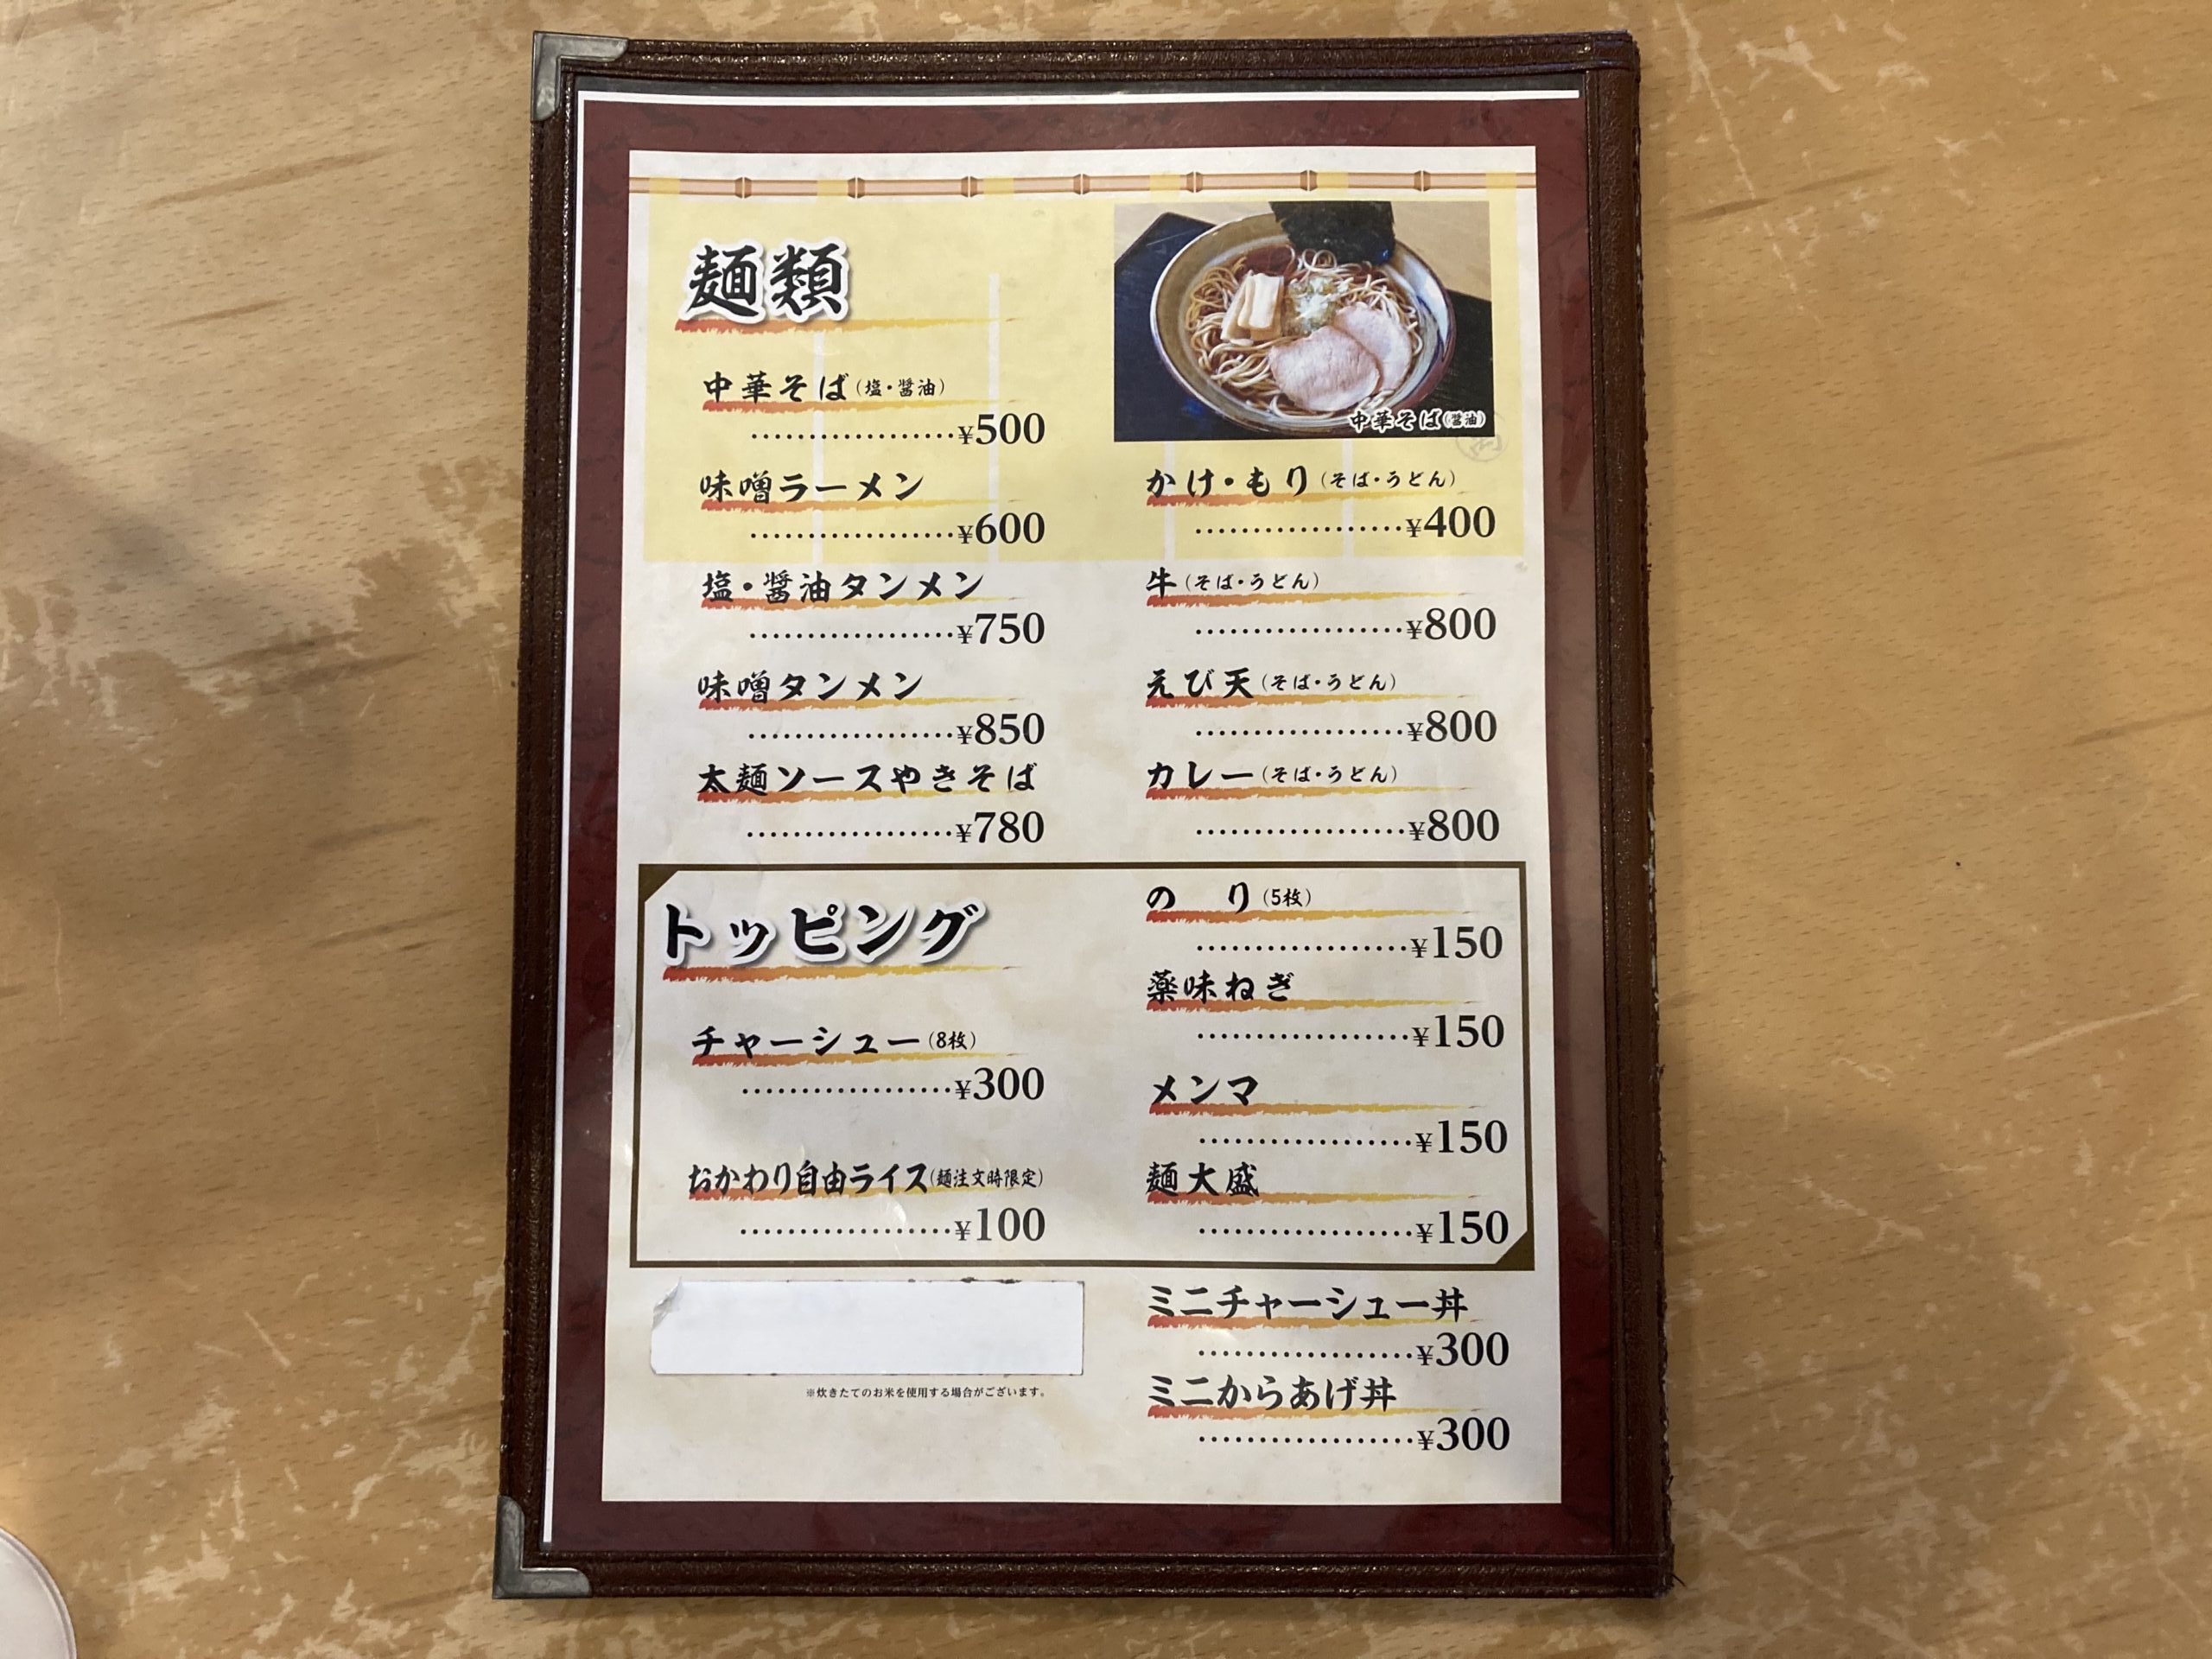 麺類
中華そば(醤油)
中華そば(塩・醤油)
‥‥‥‥‥‥¥500
味噌ラーメン
‥‥‥‥‥‥¥600
塩・醤油タンメン
‥‥‥‥‥‥¥750
味噌タンメン
‥‥‥‥‥‥¥850
太麺ソースやきそば
‥‥‥‥‥‥¥780
かけ・もり(そば・うどん)
‥‥‥‥‥‥¥400
牛(そば・うどん)
‥‥‥‥‥‥¥800
えび天(そば・うどん)
‥‥‥‥‥‥¥800
カレー(そば・うどん)
‥‥‥‥‥‥¥800
トッピング
チャーシュー(8枚)
‥‥‥‥‥‥¥300
おかわり自由ライス(麺注文時限定)
‥‥‥‥‥‥¥100
のり(5枚)
‥‥‥‥‥‥¥150
薬味ねぎ
‥‥‥‥‥‥¥150
メンマ
‥‥‥‥‥‥¥150
麺大盛
‥‥‥‥‥‥¥150
※炊きたてのお米を使用する場合がございます。
ミニチャーシュー丼
‥‥‥‥‥‥¥300
ミニからあげ丼
‥‥‥‥‥‥¥300